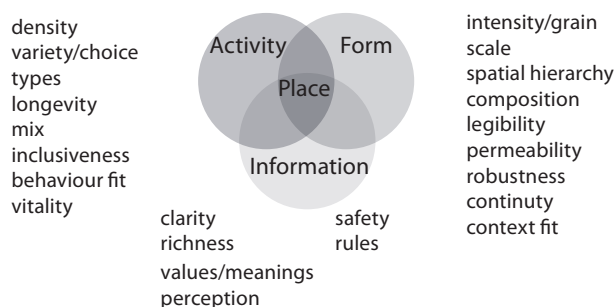 density
variety/choice
types
longevity
mix
inclusiveness
behaviour fit
vitality
Activity
Form
Place
Information
intensity/grain
scale
spatial hierarchy
composition
legibility
permeability
robustness
continuty
context fit
clarity
richness
values/meanings
perception
safety
rules